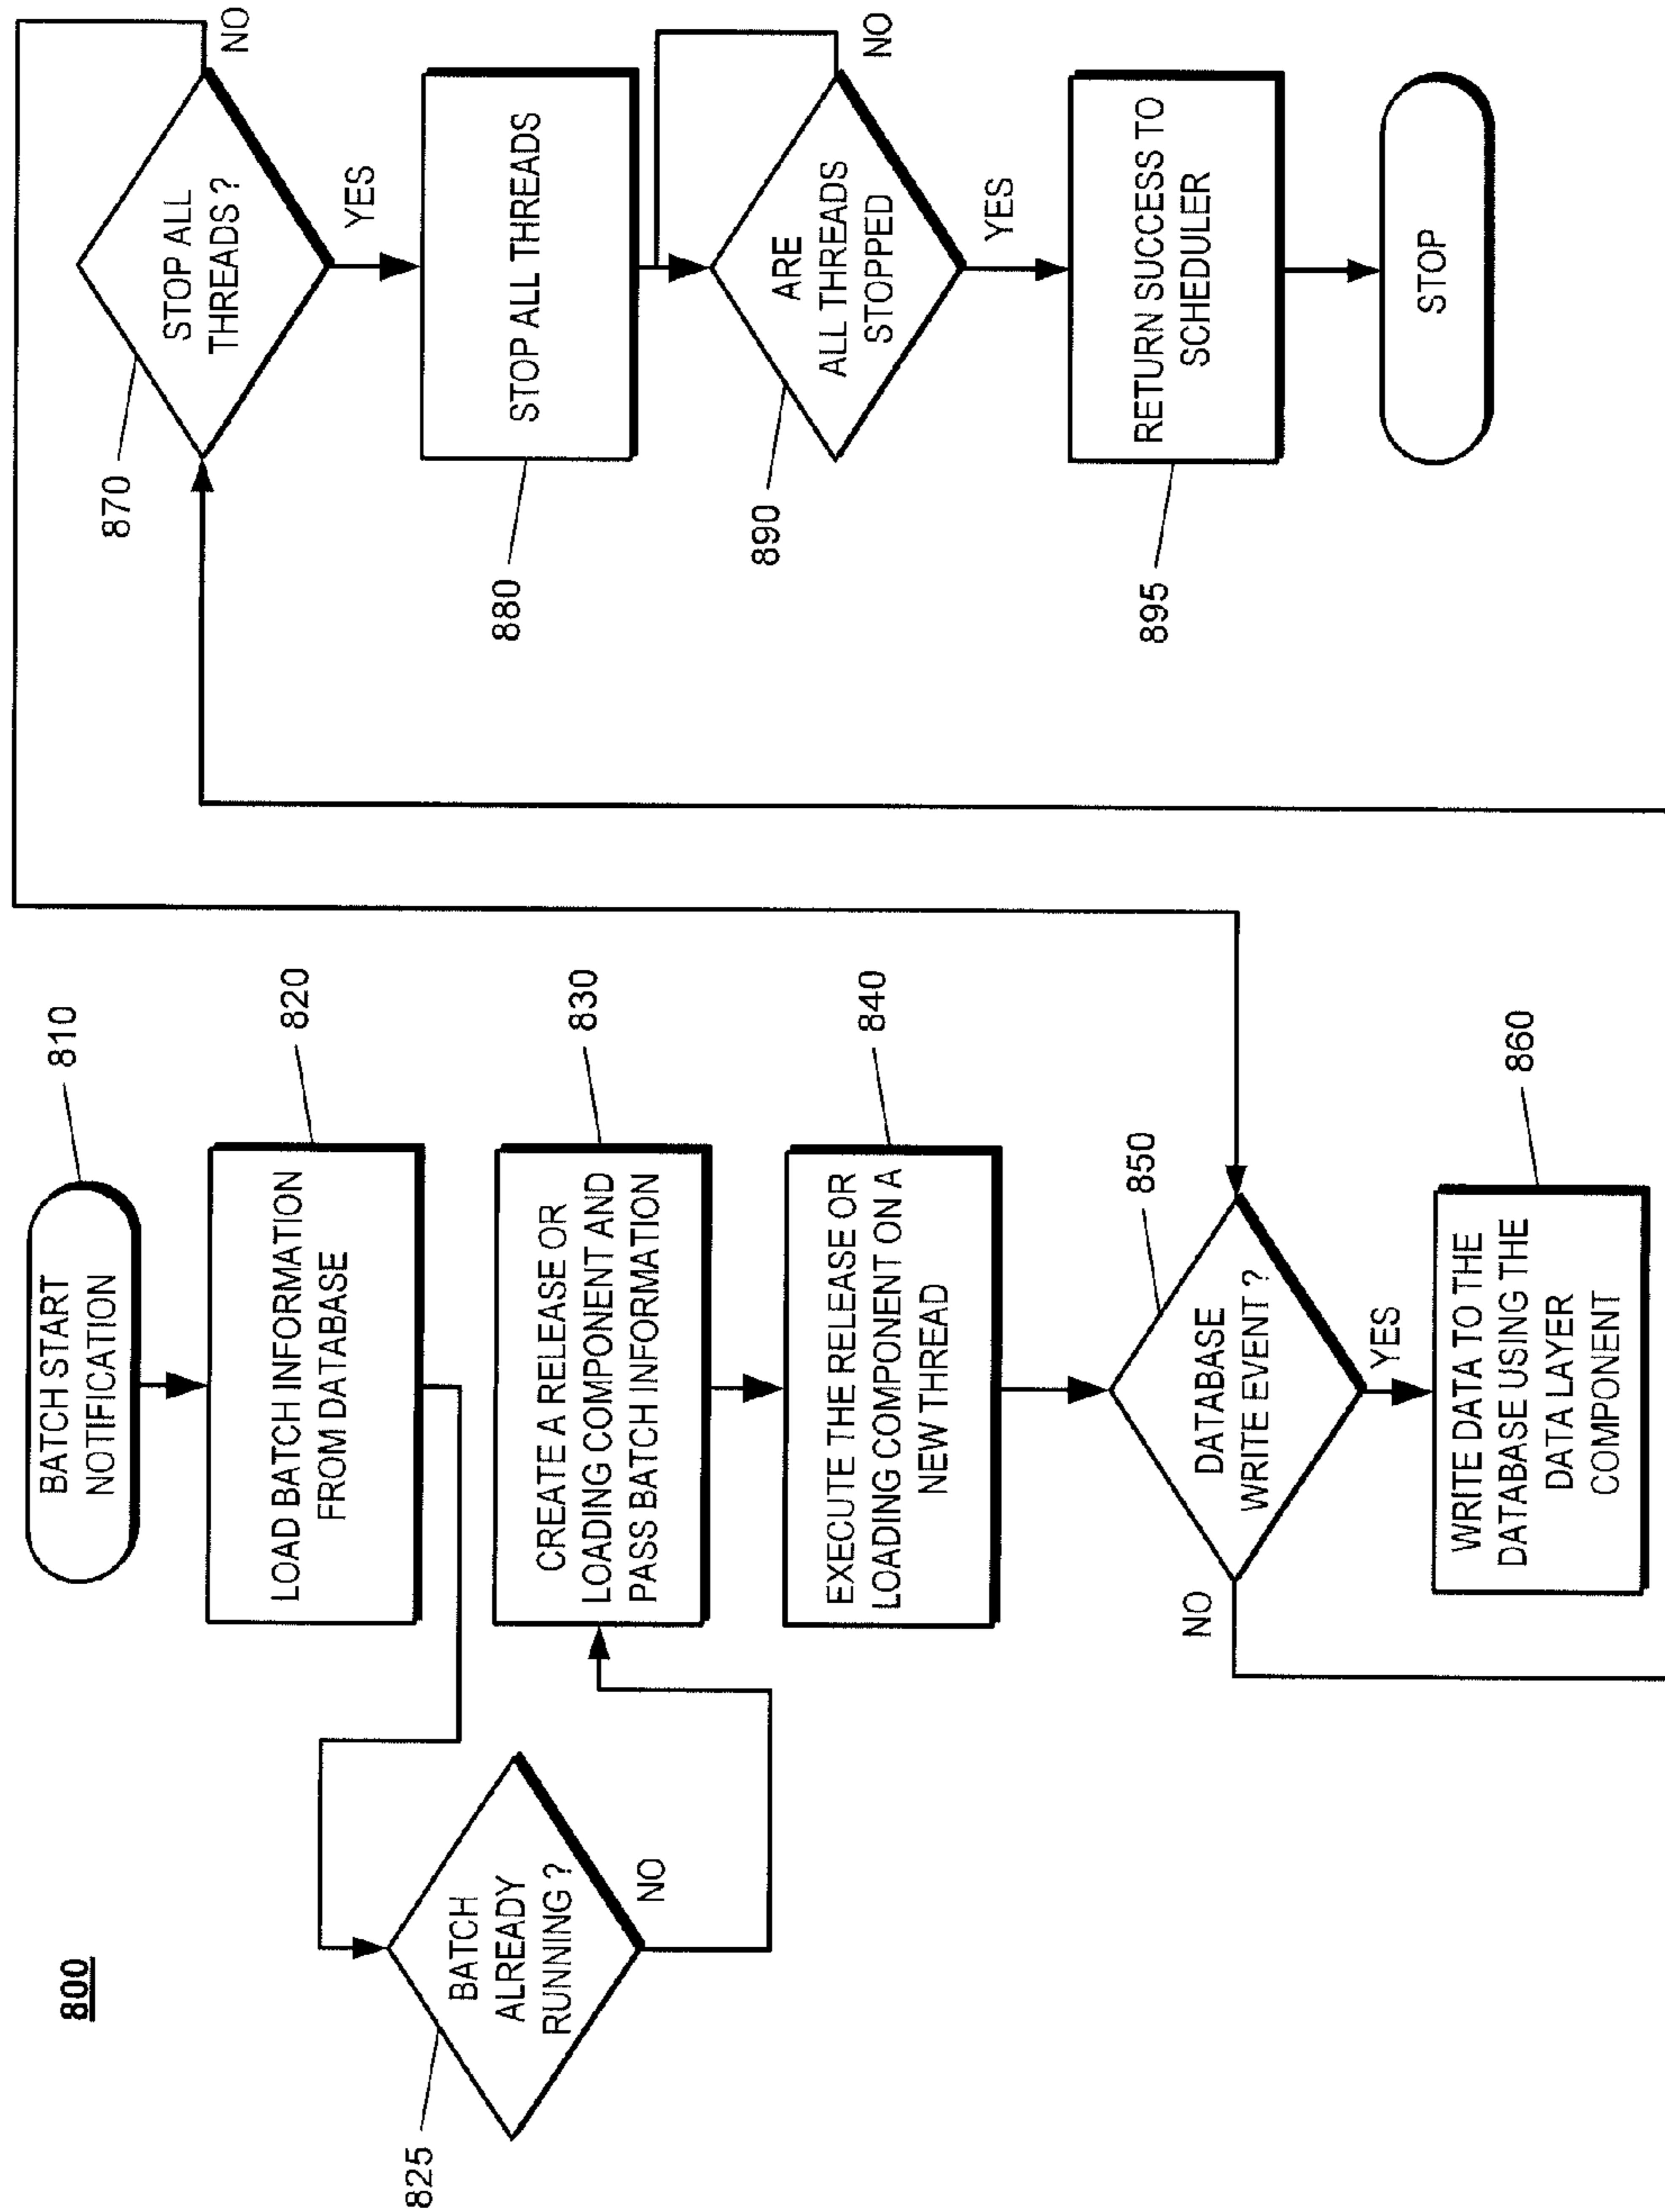 800
BATCH START
NOTIFICATION
810
LOAD BATCH INFORMATION
FROM DATABASE
820
BATCH
ALREADY
RUNNING ?
825
NO
CREATE A RELEASE OR
LOADING COMPONENT AND
PASS BATCH INFORMATION
830
EXECUTE THE RELEASE OR
LOADING COMPONENT ON A
NEW THREAD
840
DATABASE
WRITE EVENT ?
850
NO
YES
WRITE DATA TO THE
DATABASE USING THE
DATA LAYER
COMPONENT
860
STOP ALL
THREADS ?
870
NO
YES
STOP ALL THREADS
880
ARE
ALL THREADS
STOPPED
890
NO
YES
RETURN SUCCESS TO
SCHEDULER
895
STOP